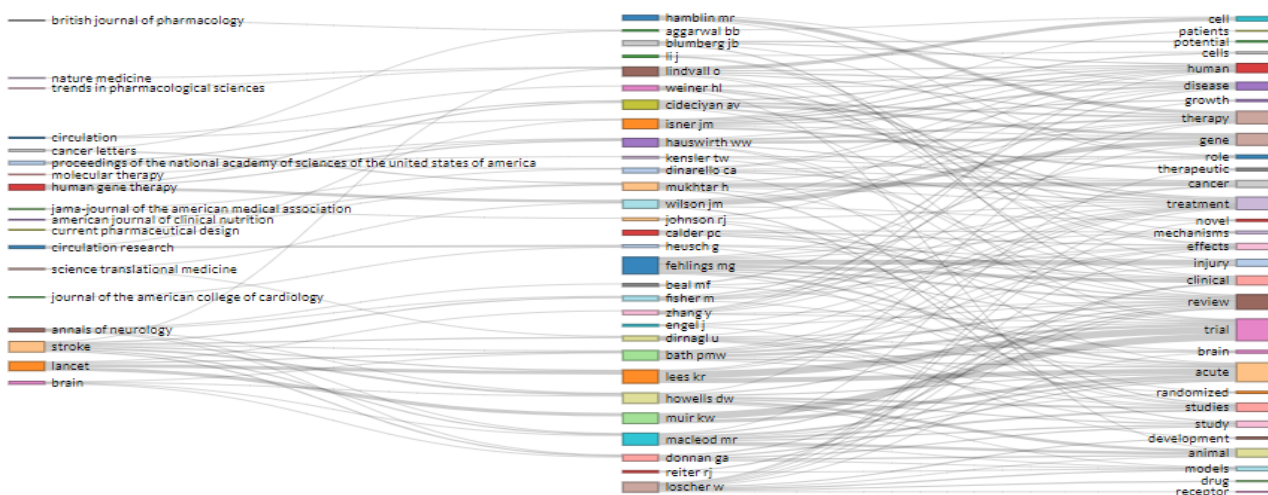 british journal of pharmacology
nature medicine
trends in pharmacological sciences
circulation
cancer letters
proceedings of the national academy of sciences of the united states of america
molecular therapy
human gene therapy
jama-journal of the american medical association
american journal of clinical nutrition
current pharmaceutical design
circulation research
science translational medicine
journal of the american college of cardiology
annals of neurology
stroke
lancet
brain
hamblin mr
aggarwal bb
blumberg jb
li j
lindvall o
weiner hl
cideciyan av
isner jm
hauswirth ww
kensler tw
dinarello ca
mukhtar h
wilson jm
johnson rj
calder pc
heusch g
fehlings mg
beal mf
fisher m
zhang y
engel j
dirnagl u
bath pmw
lees kr
howells dw
muir kw
macleod mr
donnan ga
reiter rj
loscher w
cell
patients
potential
cells
human
disease
growth
therapy
gene
role
therapeutic
cancer
treatment
novel
mechanisms
effects
injury
clinical
review
trial
brain
acute
randomized
studies
study
development
animal
models
drug
receptor